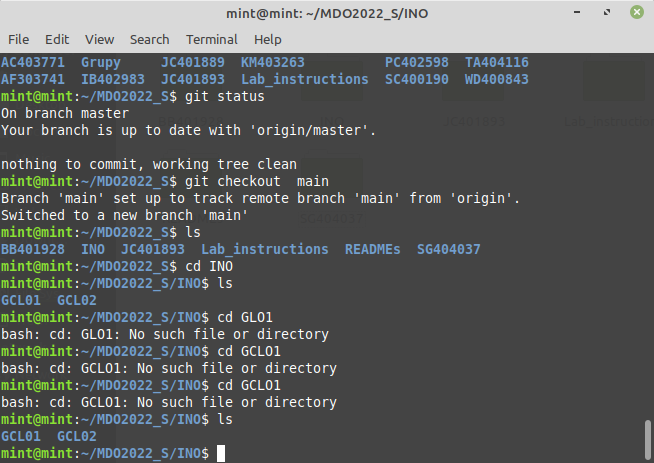 mint@mint: ~/MDO2022_S/INO
File Edit View Search Terminal Help
AC403771 Grupy JC401889 KM403263 PC402598 TA404116
AF303741 IB402983 JC401893 Lab_instructions SC400190 WD400843
mint@mint:~/MDO2022_S$ git status
On branch master
Your branch is up to date with 'origin/master'.
nothing to commit, working tree clean
mint@mint:~/MDO2022_S$ git checkout  main
Branch 'main' set up to track remote branch 'main' from 'origin'.
Switched to a new branch 'main'
mint@mint:~/MDO2022_S$ ls
BB401928 INO JC401893 Lab_instructions READMEs SG404037
mint@mint:~/MDO2022_S$ cd INO
mint@mint:~/MDO2022_S/INO$ ls
GCL01 GCL02
mint@mint:~/MDO2022_S/INO$ cd GLO1
bash: cd: GLO1: No such file or directory
mint@mint:~/MDO2022_S/INO$ cd GCLO1
bash: cd: GCLO1: No such file or directory
mint@mint:~/MDO2022_S/INO$ cd GCLO1
bash: cd: GCLO1: No such file or directory
mint@mint:~/MDO2022_S/INO$ ls
GCL01 GCL02
mint@mint:~/MDO2022_S/INO$